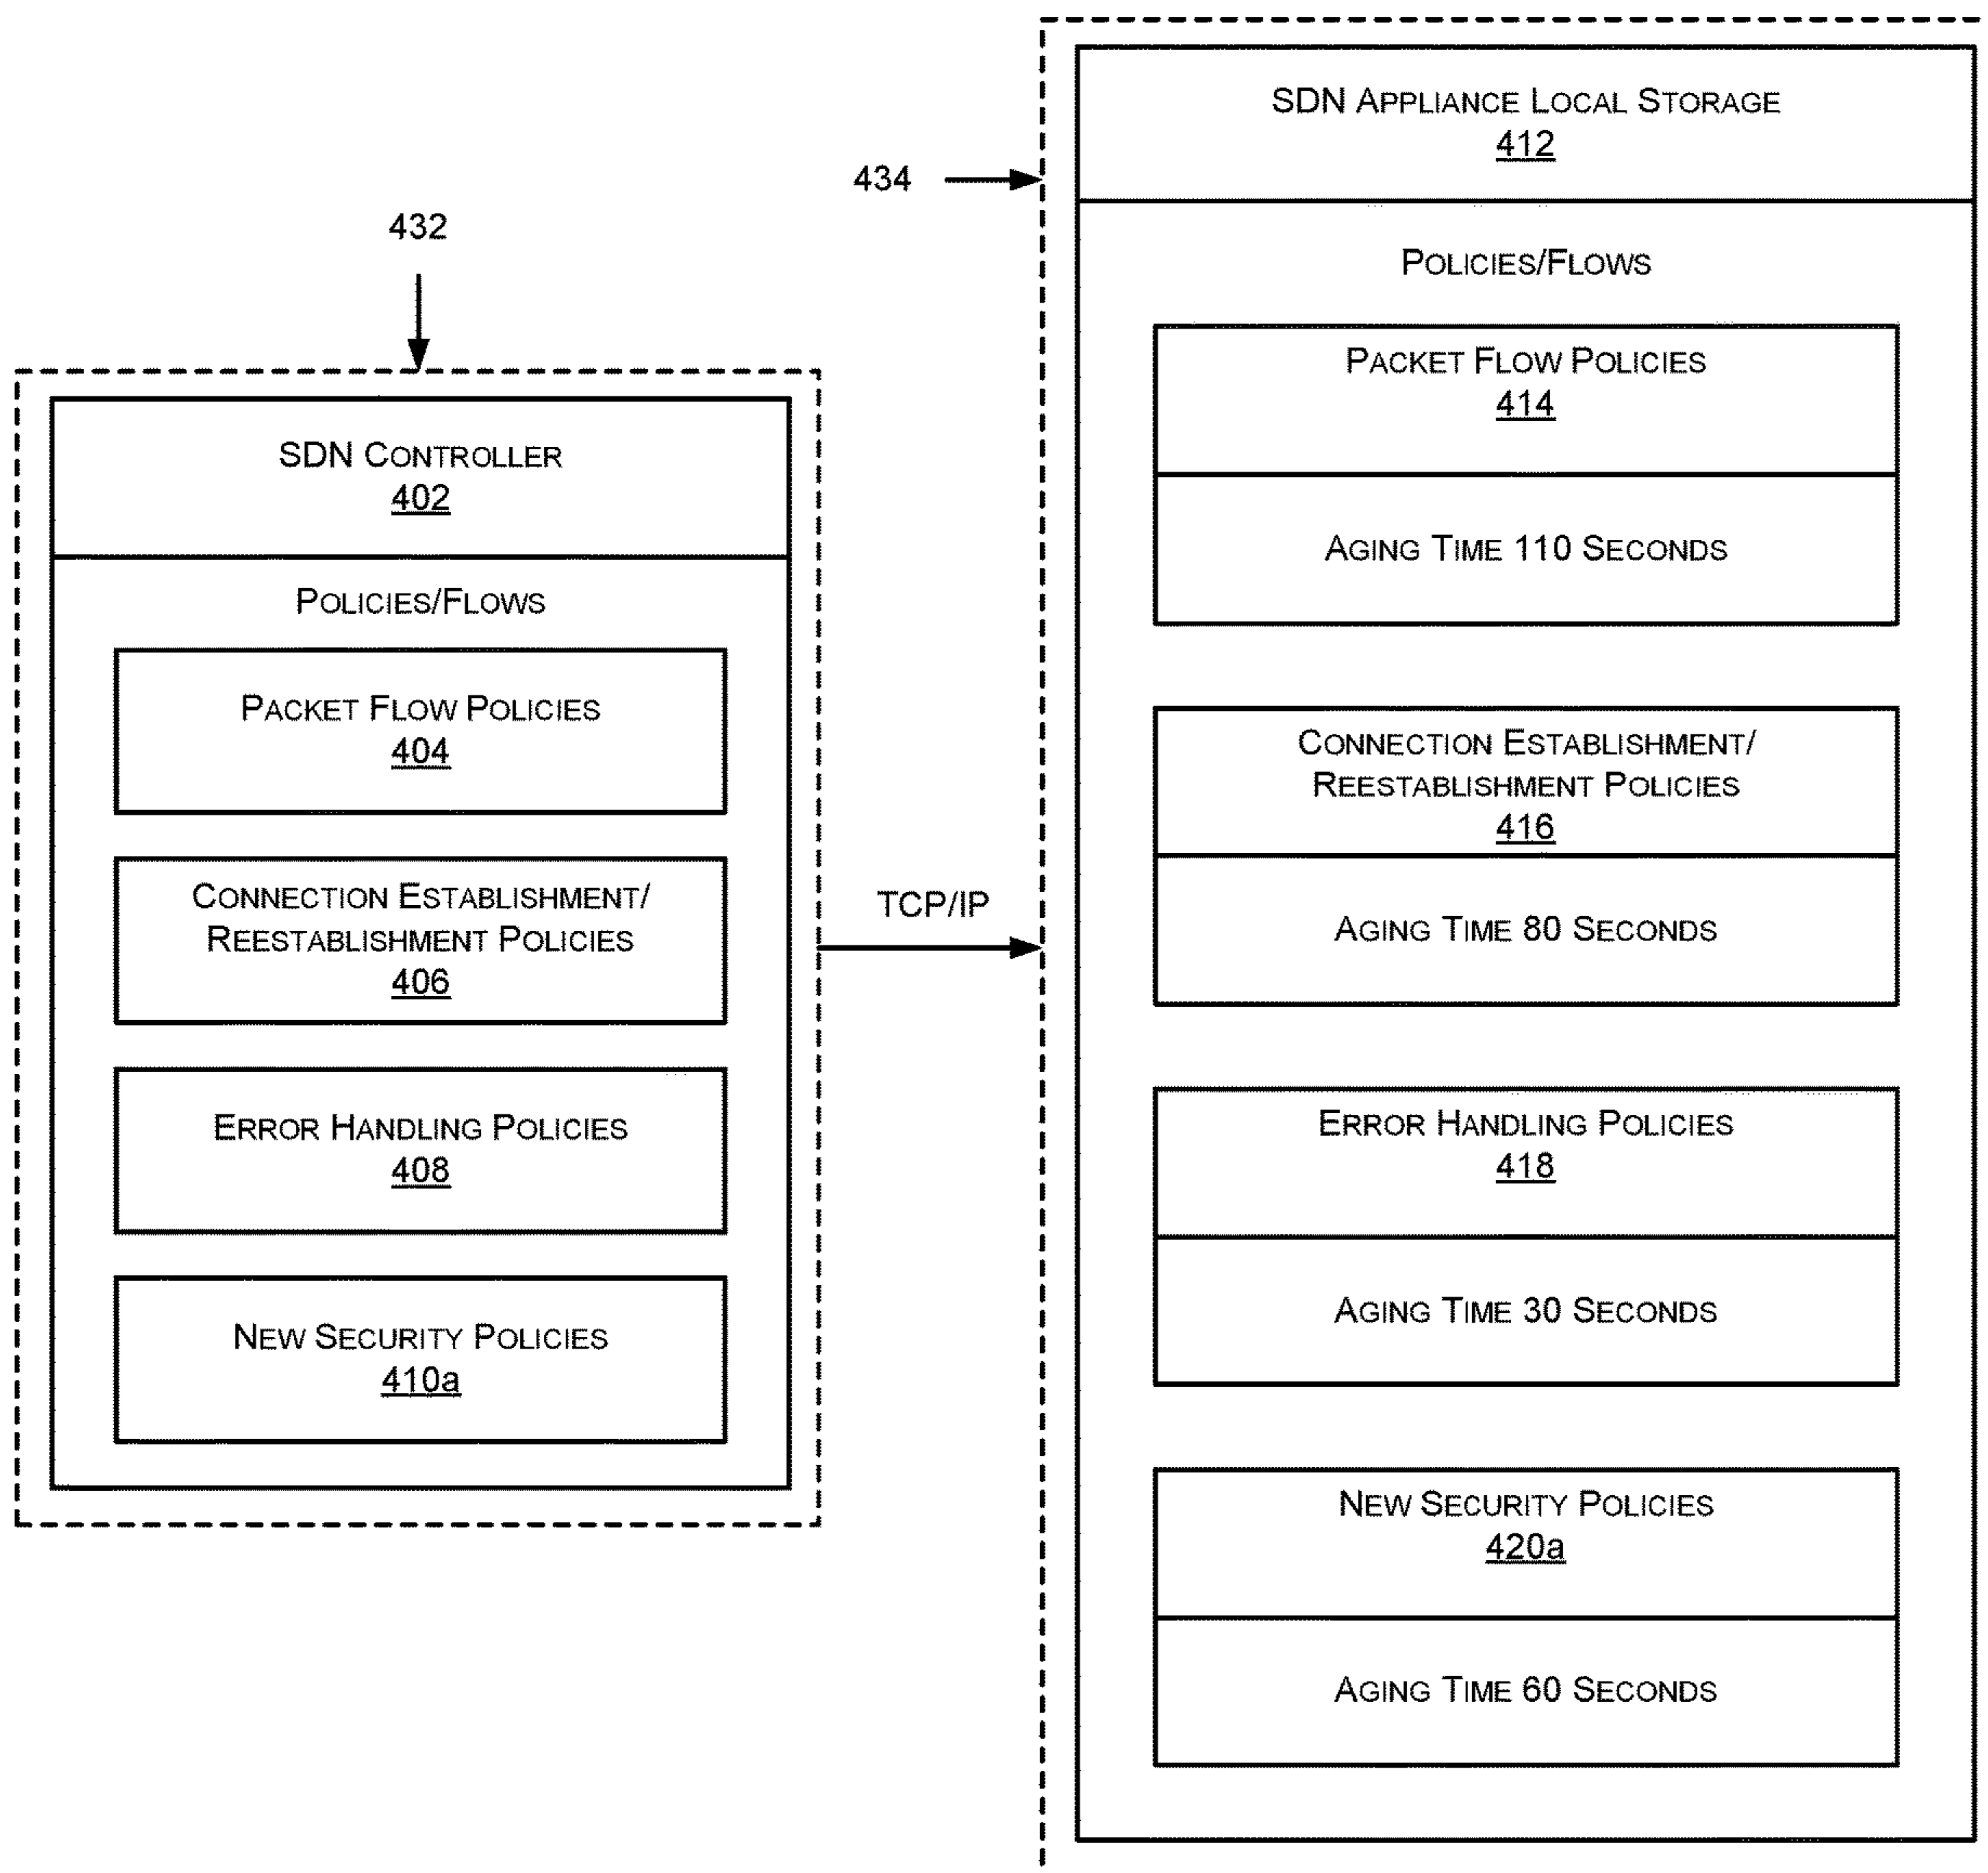 432
SDN CONTROLLER
402
POLICIES/FLOWS
PACKET FLOW POLICIES
404
CONNECTION ESTABLISHMENT/
REESTABLISHMENT POLICIES
406
ERROR HANDLING POLICIES
408
NEW SECURITY POLICIES
410a
TCP/IP
434
SDN APPLIANCE LOCAL STORAGE
412
POLICIES/FLOWS
PACKET FLOW POLICIES
414
AGING TIME 110 SECONDS
CONNECTION ESTABLISHMENT/
REESTABLISHMENT POLICIES
416
AGING TIME 80 SECONDS
ERROR HANDLING POLICIES
418
AGING TIME 30 SECONDS
NEW SECURITY POLICIES
420a
AGING TIME 60 SECONDS